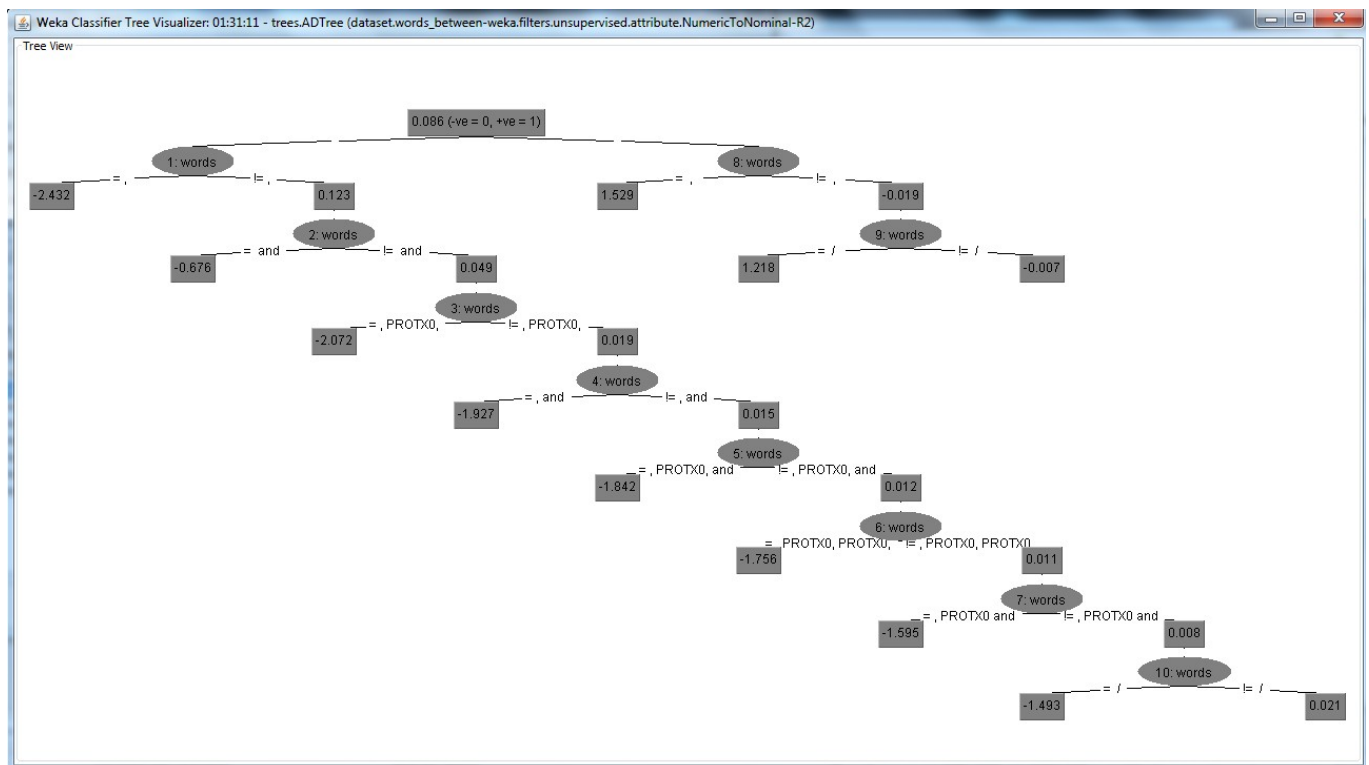 Weka Classifier Tree Visualizer: 01:31:11 - trees.ADTree (dataset.words_between-weka.filters.unsupervised.attribute.NumericToNominal-R2)
Tree View
0.086 (-ve = 0, +ve = 1)
1: words
8: words
= ,
!= ,
= ,
!= ,
-2.432
0.123
1.529
-0.019
2: words
9: words
= and
!= and
= /
!= /
-0.676
0.049
1.218
-0.007
3: words
= , PROTX0,
!= , PROTX0,
-2.072
0.019
4: words
= , and
!= , and
-1.927
0.015
5: words
= , PROTX0, and
!= , PROTX0, and
-1.842
0.012
6: words
= , PROTX0, PROTX0,
!= , PROTX0, PROTX0,
-1.756
0.011
7: words
= , PROTX0 and
!= , PROTX0 and
-1.595
0.008
10: words
= /
!= /
-1.493
0.021